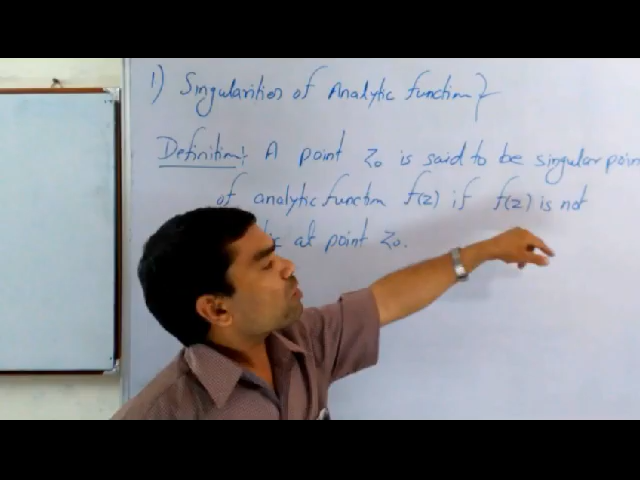 1) Singularities of Analytic function?
Definition: A point Z₀ is said to be singular point
of analytic function f(z) if f(z) is not
at point Z₀.